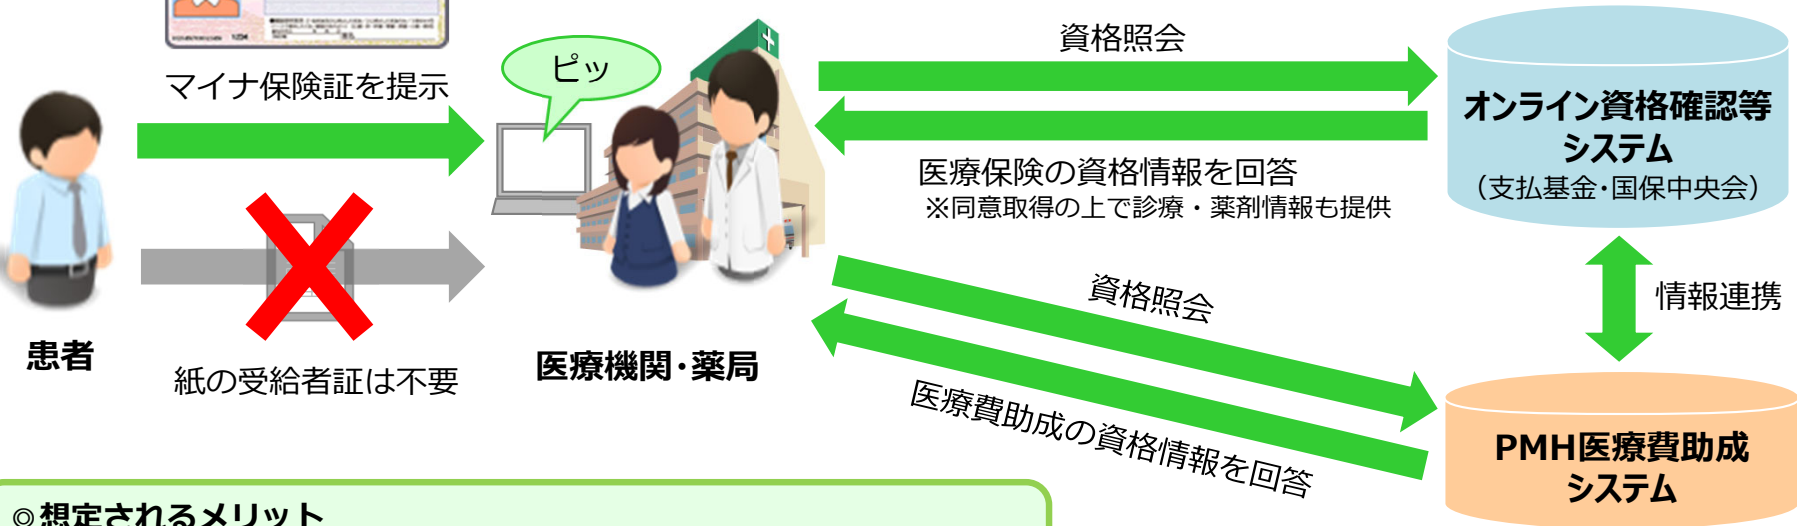 マイナ保険証を提示
ピッ
資格照会
オンライン資格確認等
システム
（支払基金・国保中央会）
医療保険の資格情報を回答
※同意取得の上で診療・薬剤情報も提供
患者
紙の受給者証は不要
医療機関・薬局
資格照会
医療費助成の資格情報を回答
情報連携
PMH医療費助成
システム
◎想定されるメリット